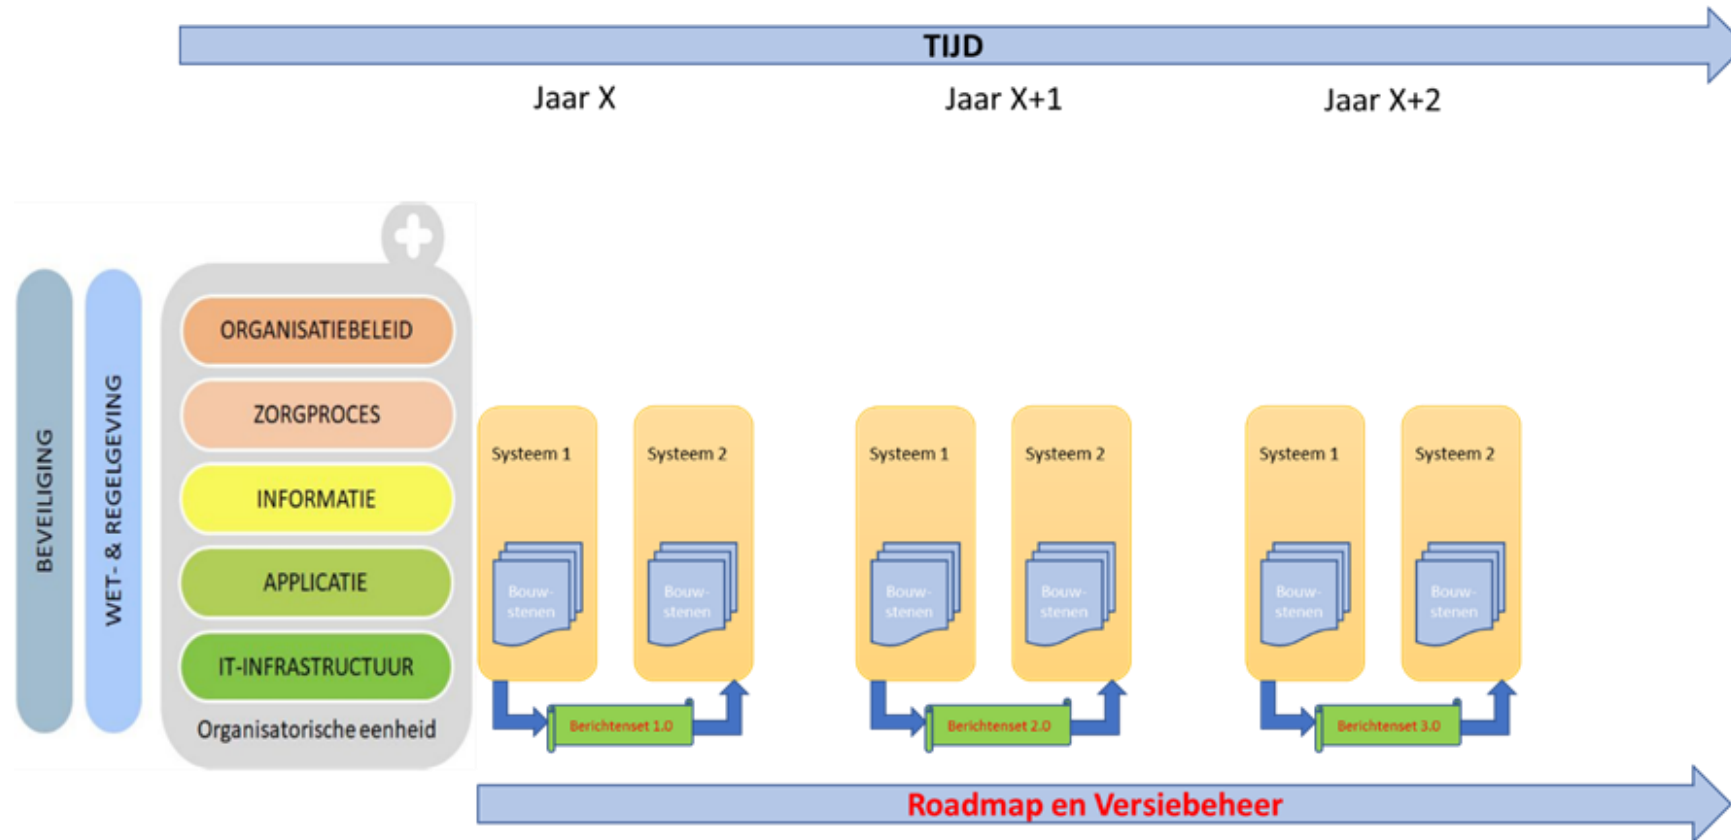 TIJD
Jaar X
Jaar X+1
Jaar X+2
BEVEILIGING
WET- & REGELGEVING
ORGANISATIEBELEID
ZORGPROCES
INFORMATIE
APPLICATIE
IT-INFRASTRUCTUUR
Organisatorische eenheid
Systeem 1
Bouw-
stenen
Systeem 2
Bouw-
stenen
Berichtenset 1.0
Systeem 1
Bouw-
stenen
Systeem 2
Bouw-
stenen
Berichtenset 2.0
Systeem 1
Bouw-
stenen
Systeem 2
Bouw-
stenen
Berichtenset 3.0
Roadmap en Versiebeheer